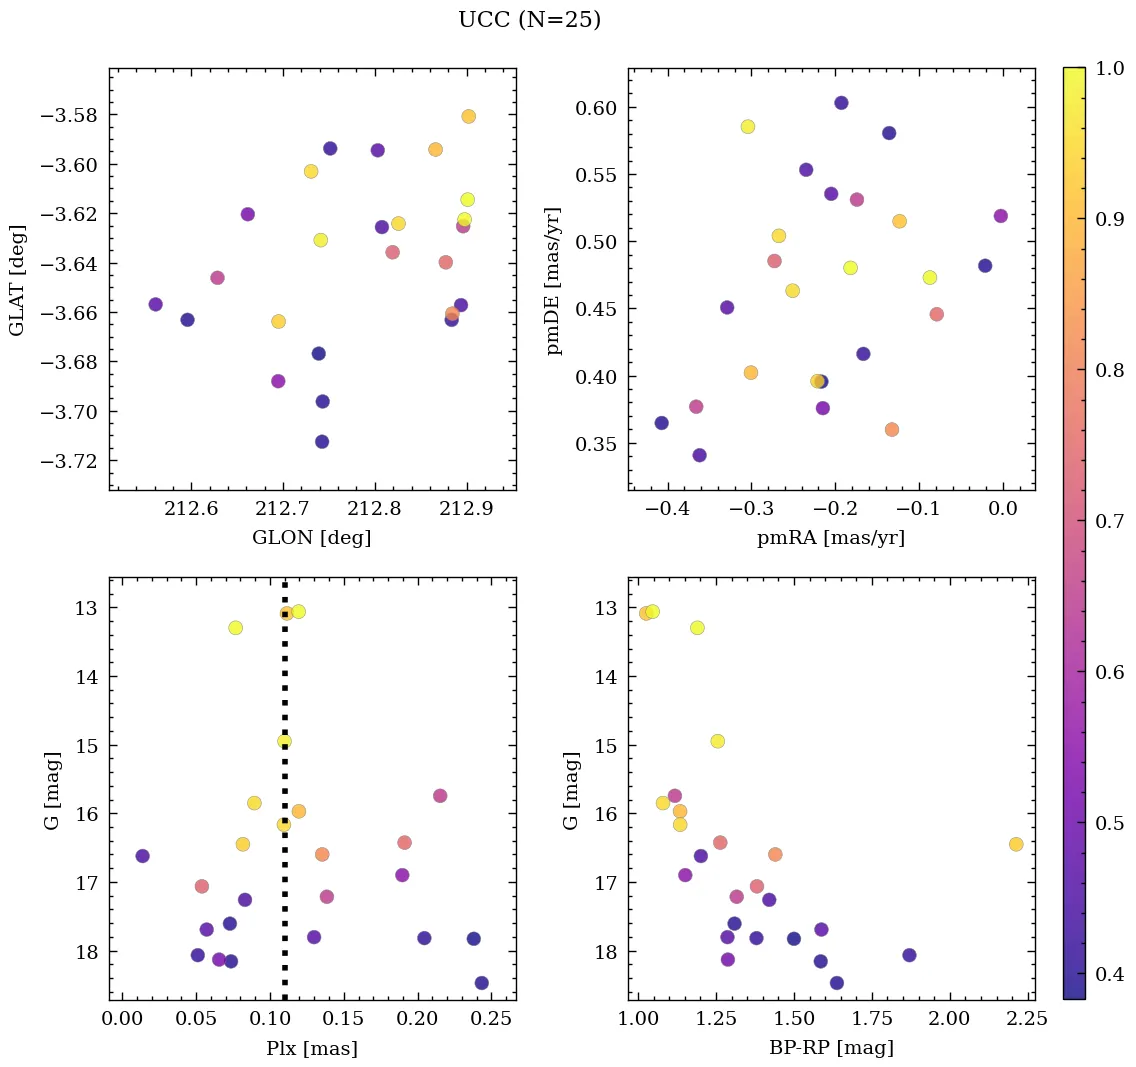 UCC (N=25)
−3.58
−3.60
−3.62
−3.64
−3.66
−3.68
−3.70
−3.72
GLAT [deg]
212.6 212.7 212.8 212.9
GLON [deg]
0.60
0.55
0.50
0.45
0.40
0.35
pmDE [mas/yr]
−0.4 −0.3 −0.2 −0.1 0.0
pmRA [mas/yr]
13
14
15
16
17
18
G [mag]
0.00 0.05 0.10 0.15 0.20 0.25
Plx [mas]
13
14
15
16
17
18
G [mag]
1.00 1.25 1.50 1.75 2.00 2.25
BP-RP [mag]
1.0
0.9
0.8
0.7
0.6
0.5
0.4